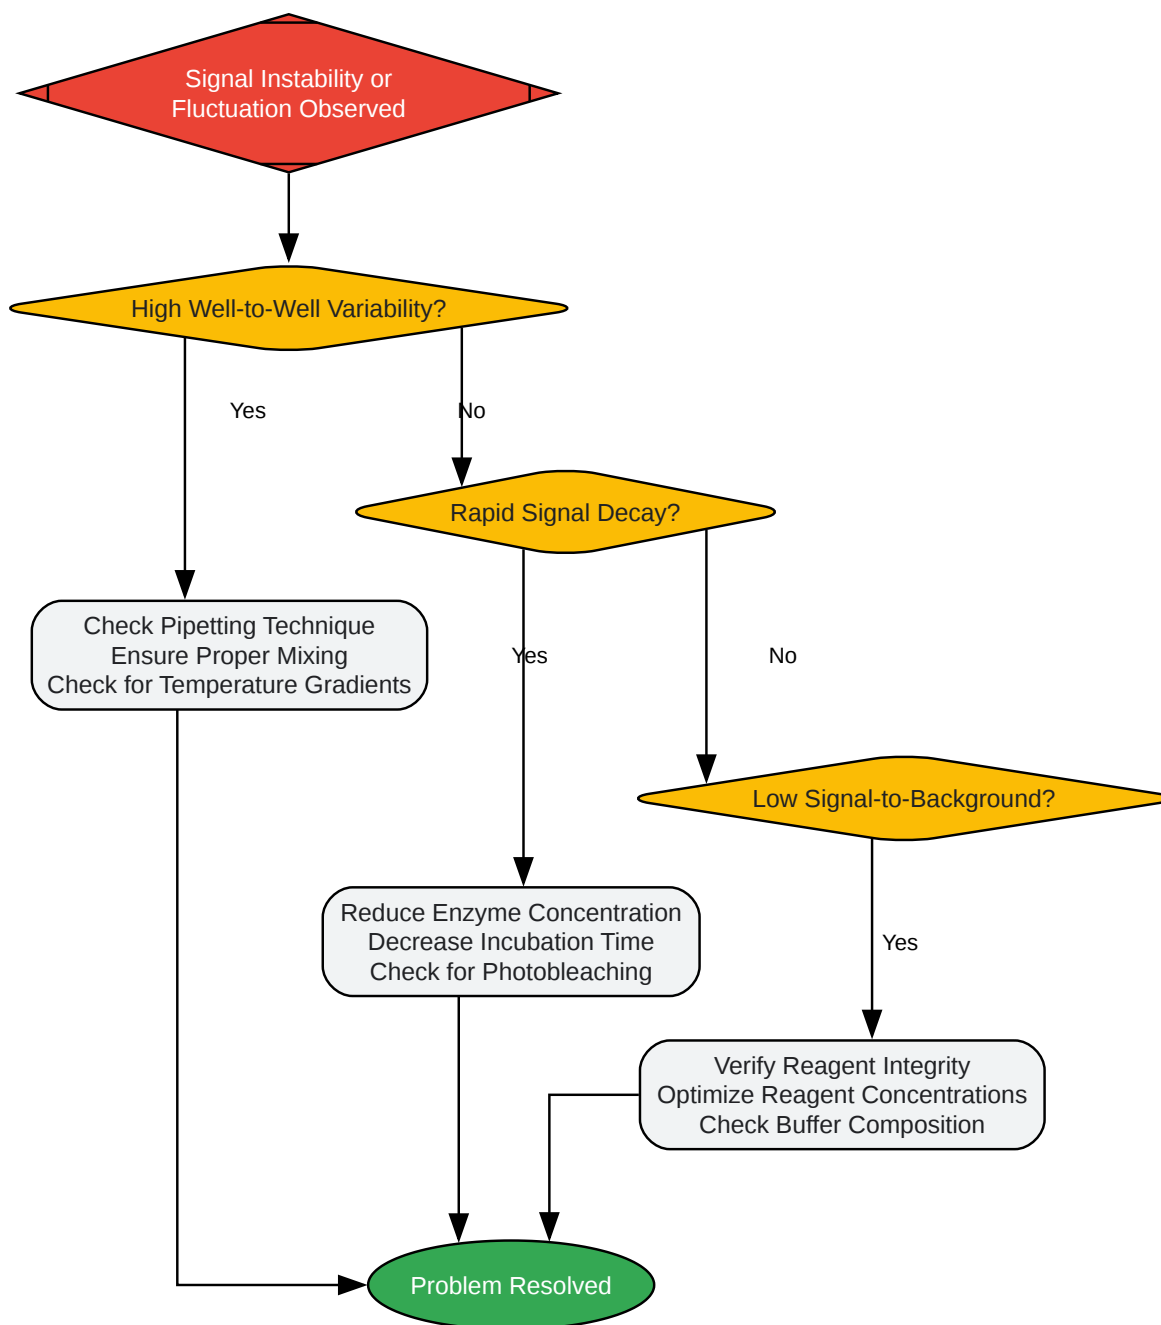 Signal Instability or
Fluctuation Observed
High Well-to-Well Variability?
Yes
No
Rapid Signal Decay?
Check Pipetting Technique
Ensure Proper Mixing
Check for Temperature Gradients
Yes
No
Low Signal-to-Background?
Reduce Enzyme Concentration
Decrease Incubation Time
Check for Photobleaching
Yes
Verify Reagent Integrity
Optimize Reagent Concentrations
Check Buffer Composition
Problem Resolved